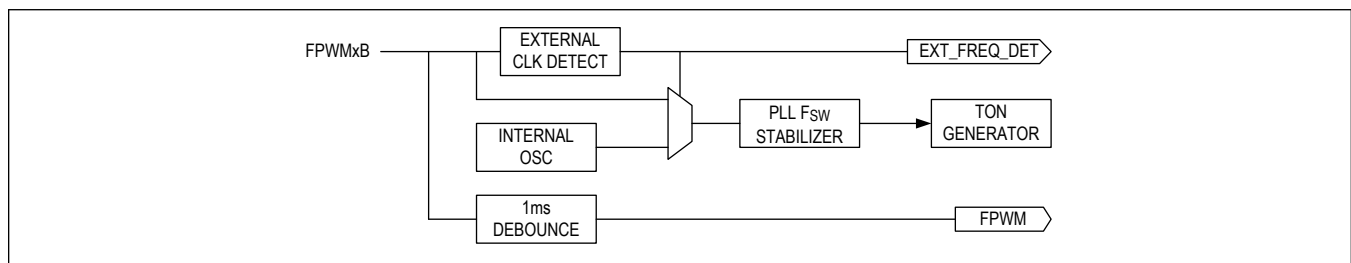 FPWMxB
EXTERNAL
CLK DETECT
EXT_FREQ_DET
PLL FSW
STABILIZER
TON
GENERATOR
INTERNAL
OSC
1ms
DEBOUNCE
FPWM